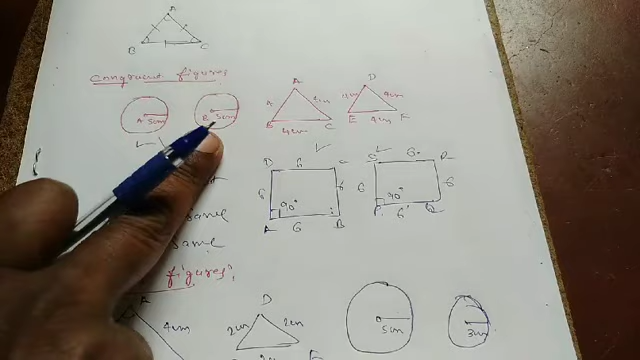 A
B C
Congruent figures
A D
A 5cm B 5cm 4cm 4cm
B 4cm C E 4cm F
D 6 C S 6 R
6 6 6 6
90° 90°
A 6 B P 6 Q
same
same
figures
A D
4cm 2cm 2cm 5cm 3cm